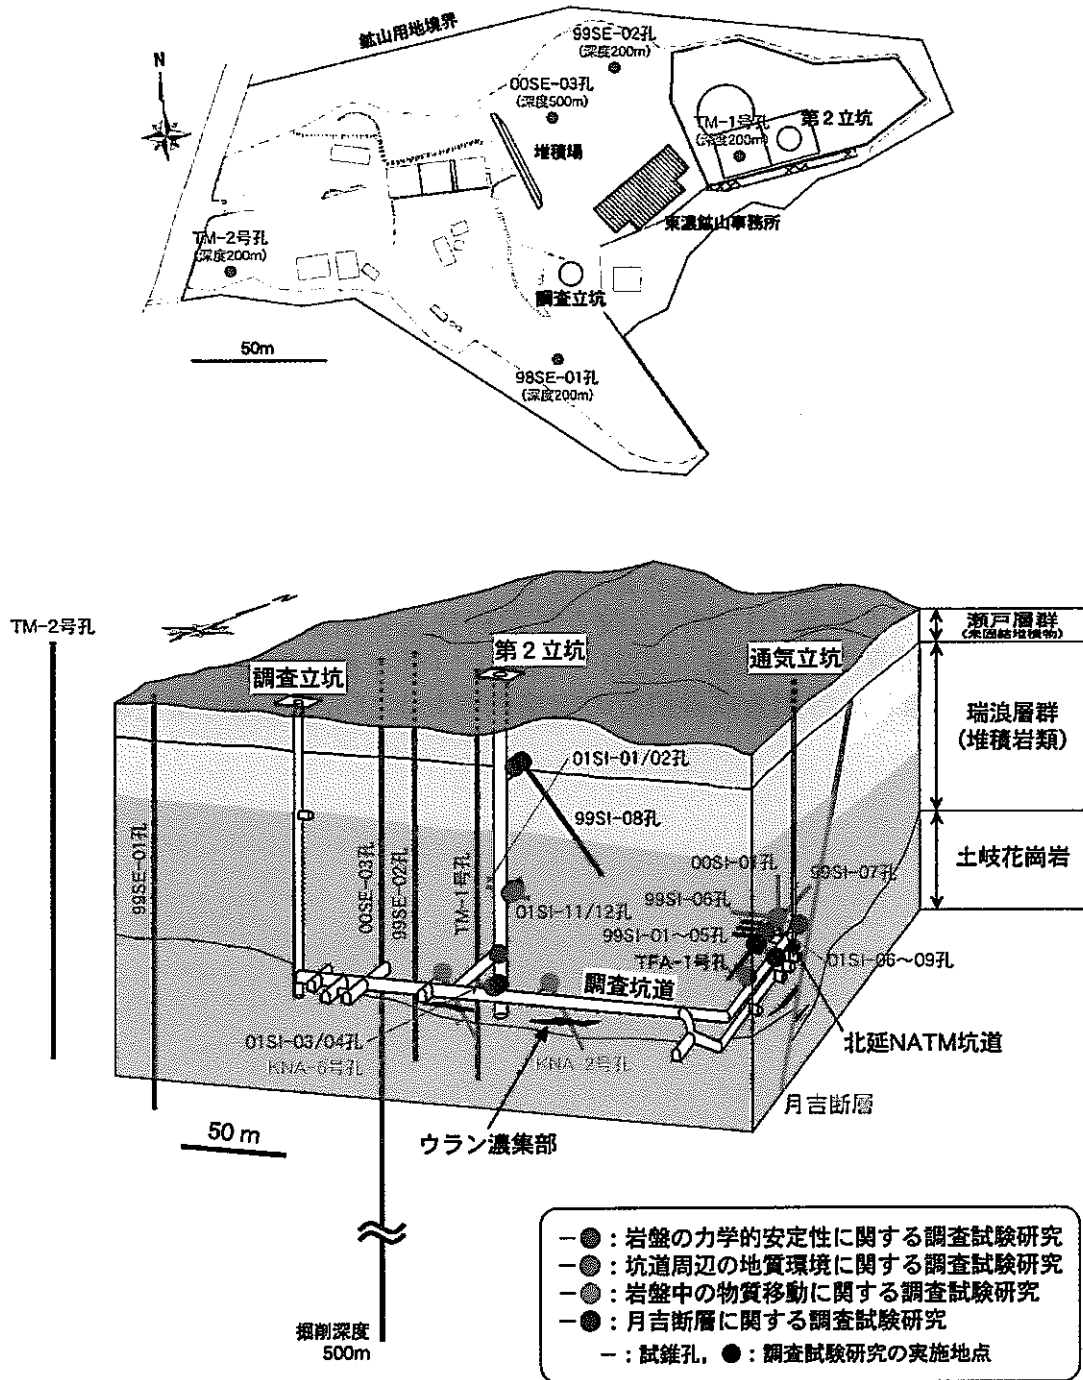 鉱山用地境界
99SE-02孔
(深度200m)
N
00SE-03孔
(深度500m)
TM-1号孔
(深度200m)
第2立坑
堆積場
東濃鉱山事務所
TM-2号孔
(深度200m)
調査立坑
50m
98SE-01孔
(深度200m)
TM-2号孔
瀬戸層群
(未固結堆積物)
第2立坑
通気立坑
調査立坑
瑞浪層群
(堆積岩類)
01SI-01/02孔
99SI-08孔
土岐花崗岩
99SE-01孔
00SE-03孔
99SE-02孔
TM-1号孔
00SI-01孔
99SI-07孔
99SI-06孔
01SI-11/12孔
99SI-01～05孔
TFA-1号孔
01SI-06～09孔
調査坑道
01SI-03/04孔
KNA-6号孔
KNA-2号孔
北延NATM坑道
月吉断層
50 m
ウラン濃集部
掘削深度
500m
－●：岩盤の力学的安定性に関する調査試験研究
－●：坑道周辺の地質環境に関する調査試験研究
－●：岩盤中の物質移動に関する調査試験研究
－●：月吉断層に関する調査試験研究
－：試錐孔，●：調査試験研究の実施地点